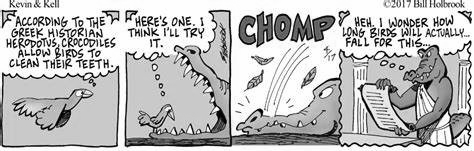 Kevin & Kell
©2017 Bill Holbrook
ACCORDING TO THE
GREEK HISTORIAN
HERODOTUS, CROCODILES
ALLOW BIRDS TO
CLEAN THEIR TEETH.
HERE'S ONE. I
THINK I'LL TRY
IT.
CHOMP
4/17
HEH. I WONDER HOW
LONG BIRDS WILL ACTUALLY...
FALL FOR THIS...